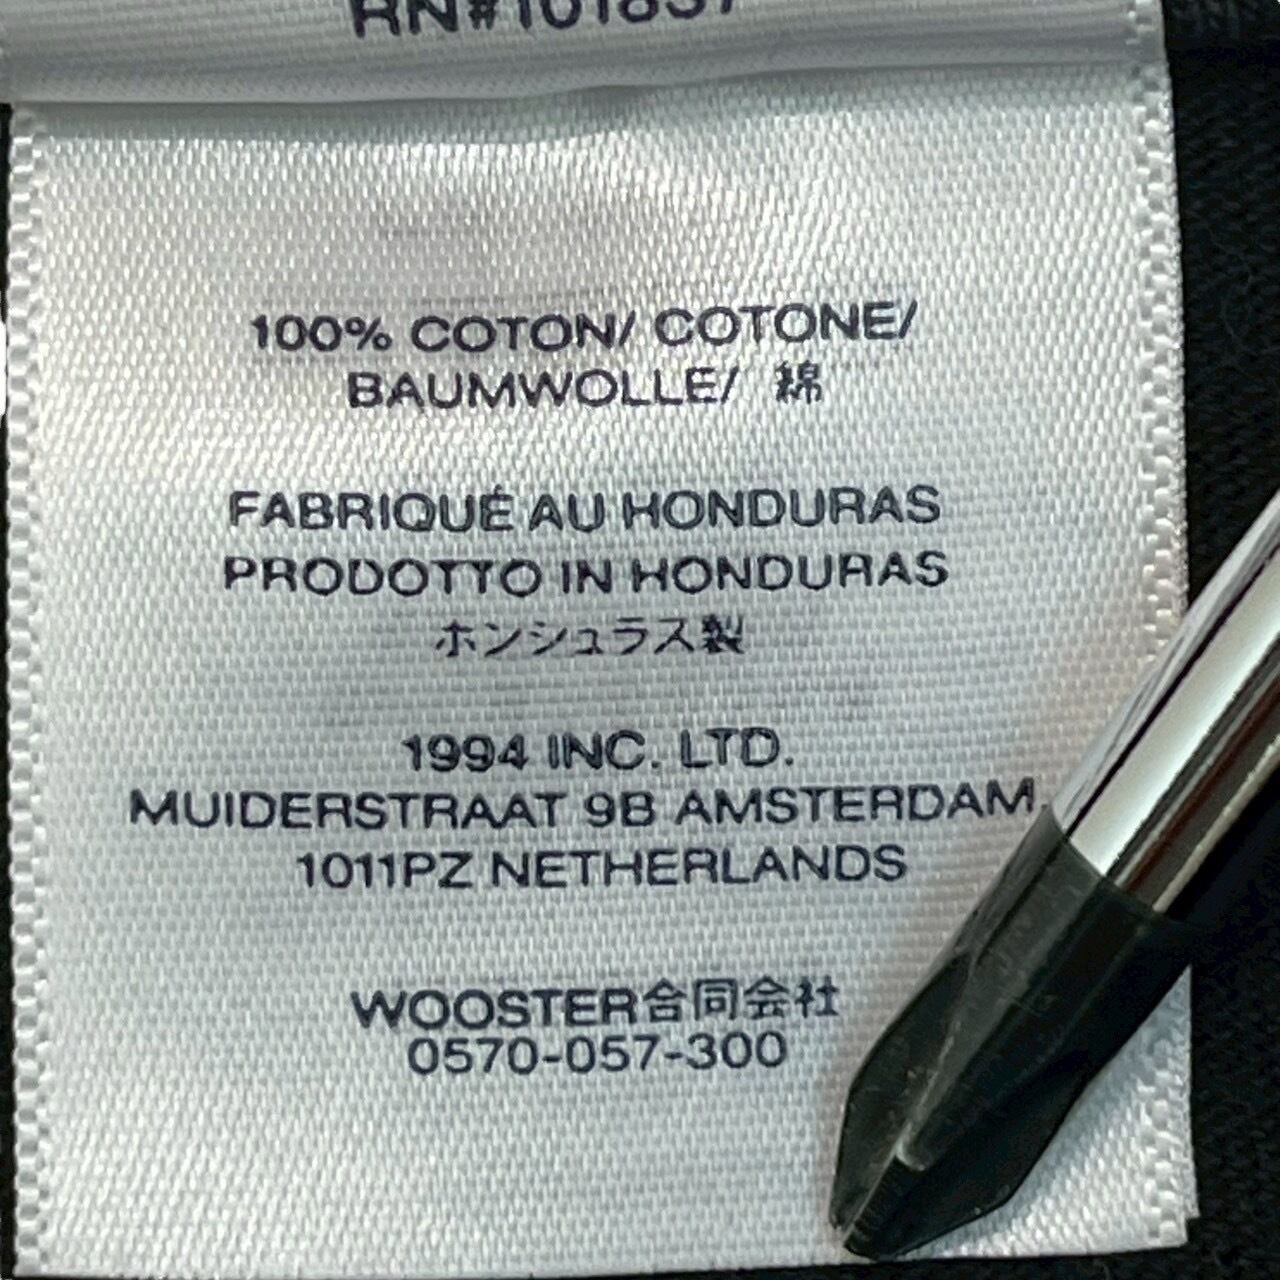 RN#101837
100% COTON/ COTONE/
BAUMWOLLE/ 綿
FABRIQUÉ AU HONDURAS
PRODOTTO IN HONDURAS
ホンジュラス製
1994 INC. LTD.
MUIDERSTRAAT 9B AMSTERDAM,
1011PZ NETHERLANDS
WOOSTER合同会社
0570-057-300